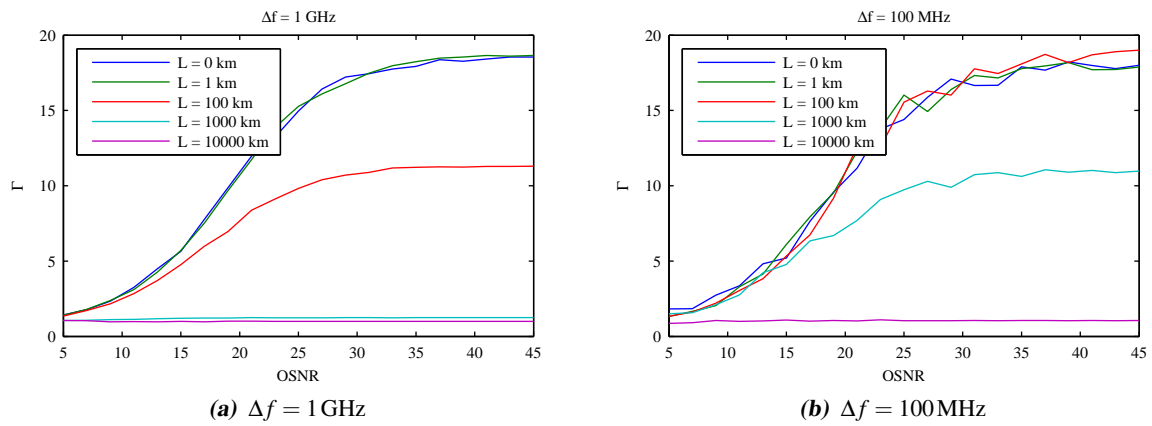 Δf = 1 GHz
20
15
10
5
0
Γ
L = 0 km
L = 1 km
L = 100 km
L = 1000 km
L = 10000 km
5 10 15 20 25 30 35 40 45
OSNR
(a) Δf = 1 GHz
Δf = 100 MHz
20
15
10
5
0
Γ
L = 0 km
L = 1 km
L = 100 km
L = 1000 km
L = 10000 km
5 10 15 20 25 30 35 40 45
OSNR
(b) Δf = 100 MHz